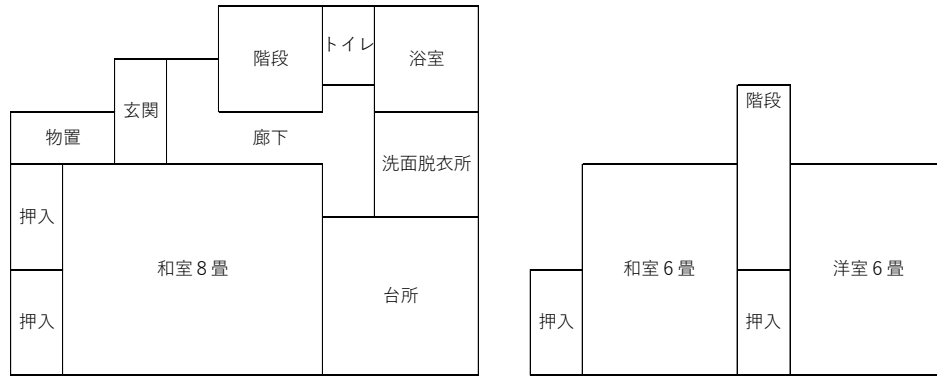 階段
トイレ
浴室
玄関
物置
廊下
洗面脱衣所
押入
和室８畳
台所
押入
階段
和室６畳
洋室６畳
押入
押入